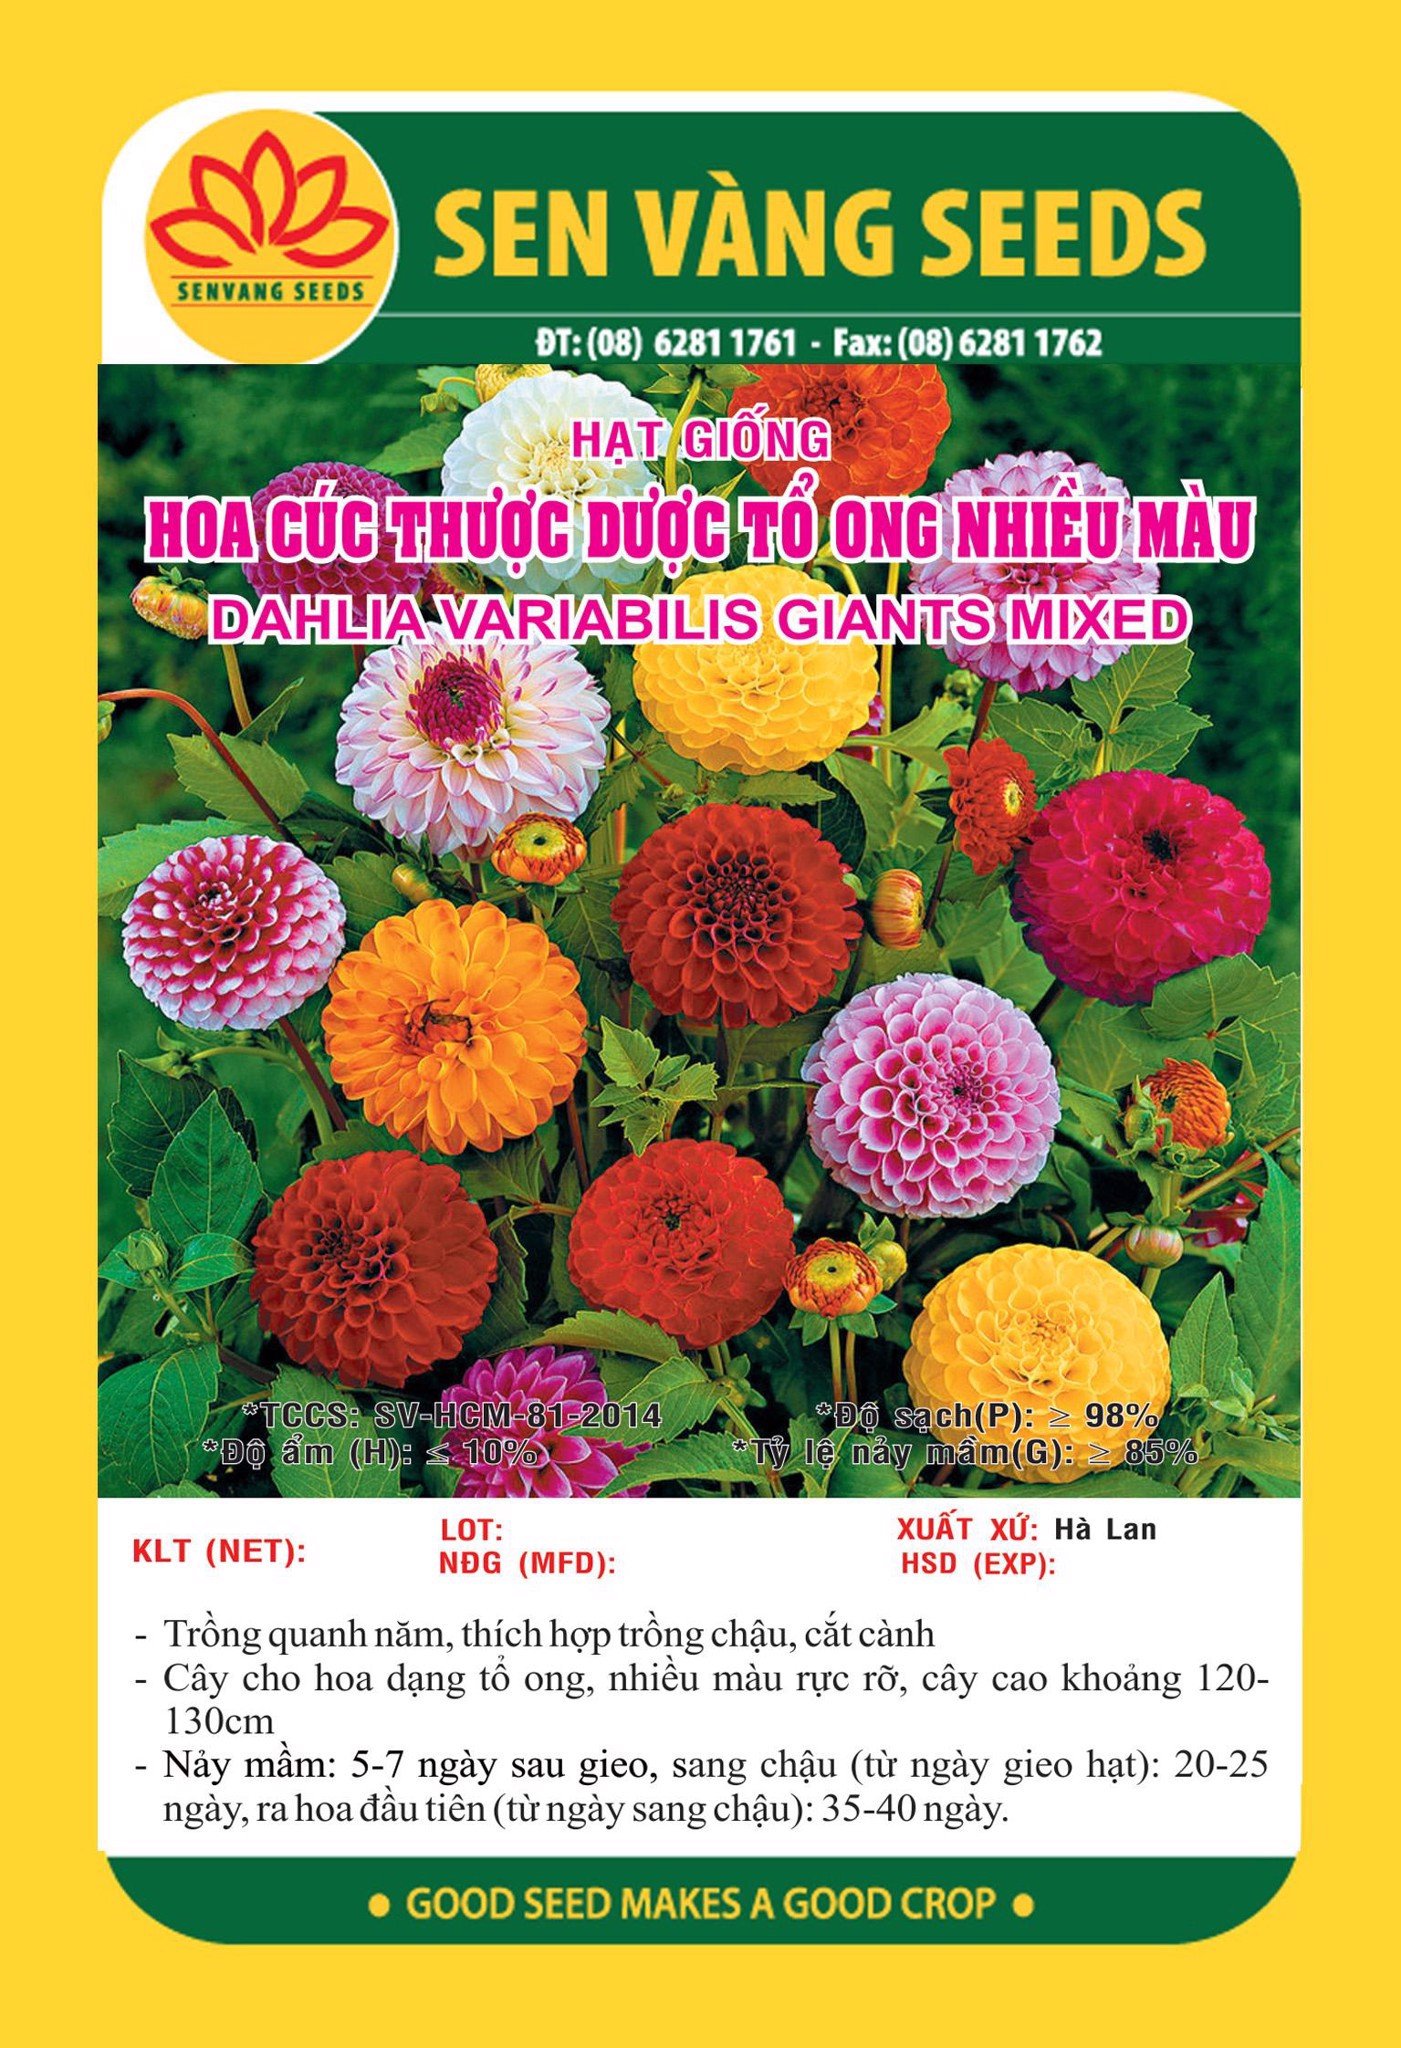 SENVANG SEEDS
SEN VÀNG SEEDS
ĐT: (08) 6281 1761 - Fax: (08) 6281 1762
HẠT GIỐNG
HOA CÚC THƯỢC DƯỢC TỔ ONG NHIỀU MÀU
DAHLIA VARIABILIS GIANTS MIXED
*TCCS: SV-HCM-81-2014
*Độ sạch(P): ≥ 98%
*Độ ẩm (H): ≤ 10%
*Tỷ lệ nảy mầm(G): ≥ 85%
KLT (NET):
LOT:
NĐG (MFD):
XUẤT XỨ: Hà Lan
HSD (EXP):
- Trồng quanh năm, thích hợp trồng chậu, cắt cành
- Cây cho hoa dạng tổ ong, nhiều màu rực rỡ, cây cao khoảng 120-
130cm
- Nảy mầm: 5-7 ngày sau gieo, sang chậu (từ ngày gieo hạt): 20-25
ngày, ra hoa đầu tiên (từ ngày sang chậu): 35-40 ngày.
• GOOD SEED MAKES A GOOD CROP •